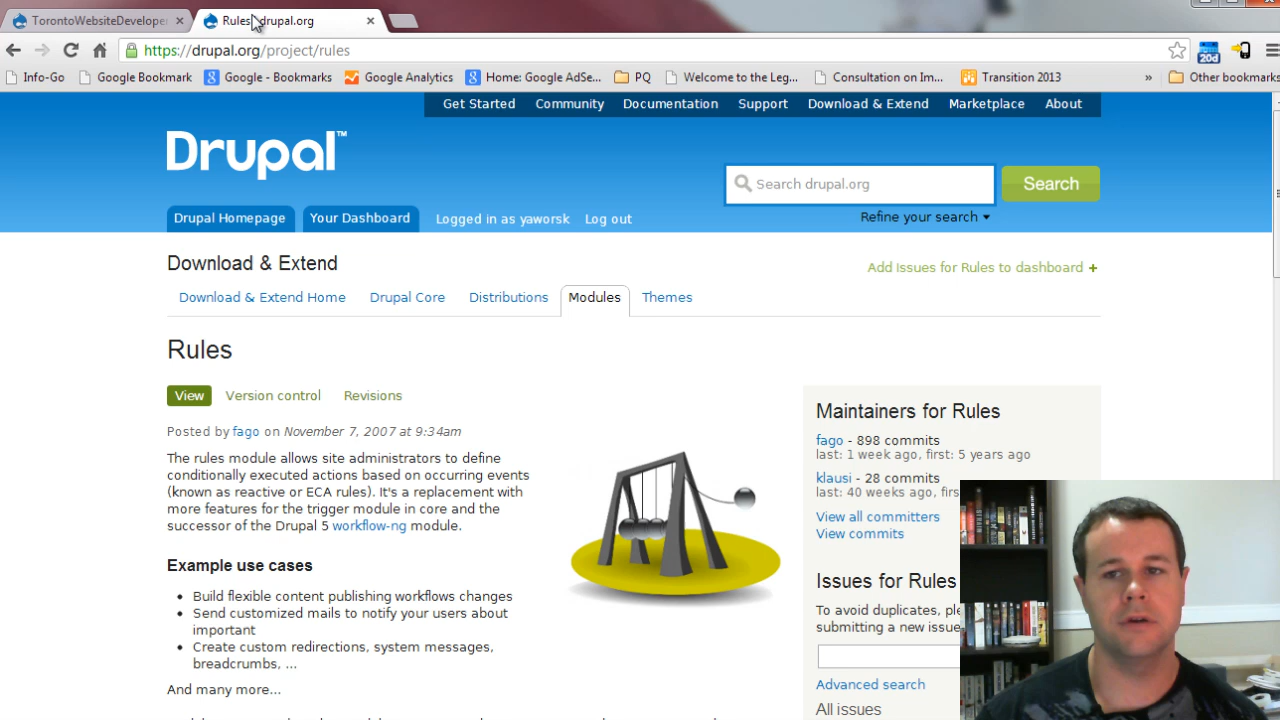 TorontoWebsiteDeveloper
Rules | drupal.org
https://drupal.org/project/rules
Info-Go
Google Bookmark
Google - Bookmarks
Google Analytics
Home: Google AdSe...
PQ
Welcome to the Leg...
Consultation on Im...
Transition 2013
»
Other bookmarks
20d
Get Started
Community
Documentation
Support
Download & Extend
Marketplace
About
Drupal™
Search drupal.org
Search
Refine your search
Drupal Homepage
Your Dashboard
Logged in as yaworsk
Log out
Download & Extend
Add Issues for Rules to dashboard +
Download & Extend Home
Drupal Core
Distributions
Modules
Themes
Rules
View
Version control
Revisions
Posted by fago on November 7, 2007 at 9:34am
The rules module allows site administrators to define
conditionally executed actions based on occurring events
(known as reactive or ECA rules). It's a replacement with
more features for the trigger module in core and the
successor of the Drupal 5 workflow-ng module.
Example use cases
• Build flexible content publishing workflows changes
• Send customized mails to notify your users about
important
• Create custom redirections, system messages,
breadcrumbs, ...
And many more...
Maintainers for Rules
fago - 898 commits
last: 1 week ago, first: 5 years ago
klausi - 28 commits
last: 40 weeks ago,
View all committers
View commits
Issues for Rules
To avoid duplicates,
submitting a new issue
Advanced search
All issues